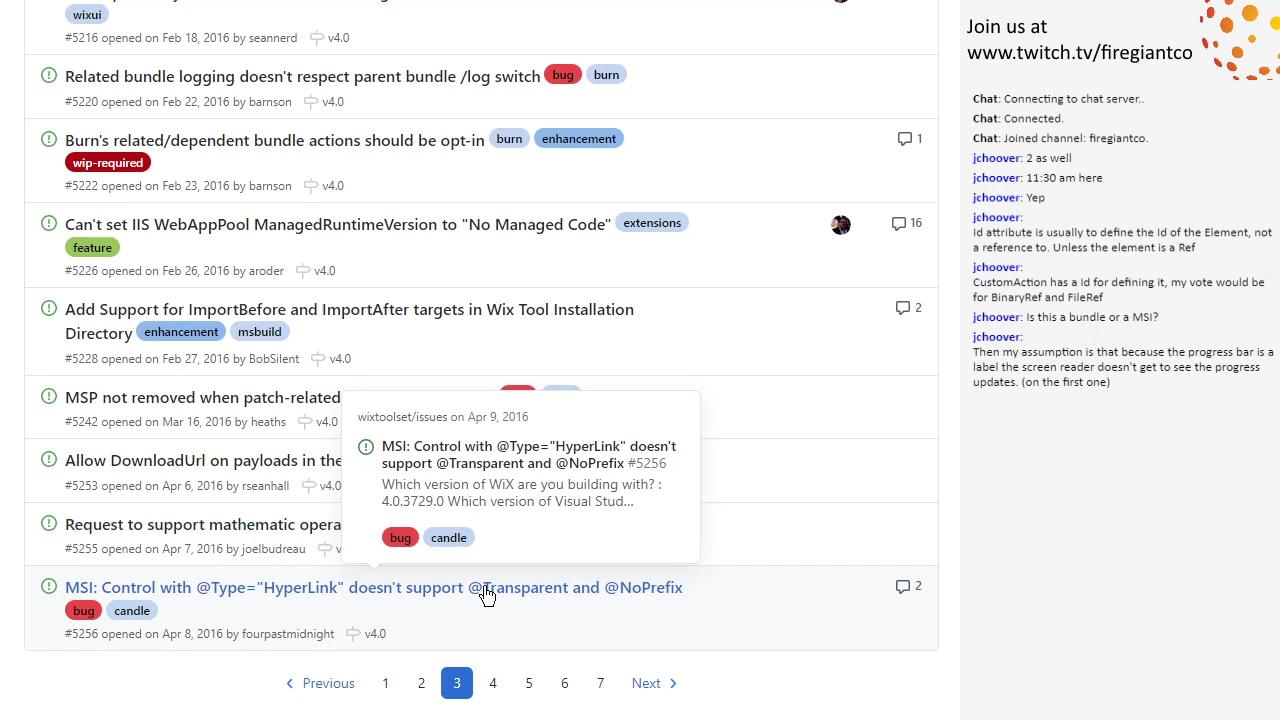 wixui
#5216 opened on Feb 18, 2016 by seannerd v4.0
Related bundle logging doesn't respect parent bundle /log switch bug burn
#5220 opened on Feb 22, 2016 by barnson v4.0
Burn's related/dependent bundle actions should be opt-in burn enhancement 1
wip-required
#5222 opened on Feb 23, 2016 by barnson v4.0
Can't set IIS WebAppPool ManagedRuntimeVersion to "No Managed Code" extensions 16
feature
#5226 opened on Feb 26, 2016 by aroder v4.0
Add Support for ImportBefore and ImportAfter targets in Wix Tool Installation 2
Directory enhancement msbuild
#5228 opened on Feb 27, 2016 by BobSilent v4.0
MSP not removed when patch-related
#5242 opened on Mar 16, 2016 by heaths v4.0
Allow DownloadUrl on payloads in the
#5253 opened on Apr 6, 2016 by rseanhall v4.0
Request to support mathematic opera
#5255 opened on Apr 7, 2016 by joelbudreau v
wixtoolset/issues on Apr 9, 2016
MSI: Control with @Type="HyperLink" doesn't
support @Transparent and @NoPrefix #5256
Which version of WiX are you building with? :
4.0.3729.0 Which version of Visual Stud...
bug candle
MSI: Control with @Type="HyperLink" doesn't support @Transparent and @NoPrefix 2
bug candle
#5256 opened on Apr 8, 2016 by fourpastmidnight v4.0
Previous 1 2 3 4 5 6 7 Next
Join us at
www.twitch.tv/firegiantco
Chat: Connecting to chat server..
Chat: Connected.
Chat: Joined channel: firegiantco.
jchoover: 2 as well
jchoover: 11:30 am here
jchoover: Yep
jchoover:
Id attribute is usually to define the Id of the Element, not
a reference to. Unless the element is a Ref
jchoover:
CustomAction has a Id for defining it, my vote would be
for BinaryRef and FileRef
jchoover: Is this a bundle or a MSI?
jchoover:
Then my assumption is that because the progress bar is a
label the screen reader doesn't get to see the progress
updates. (on the first one)